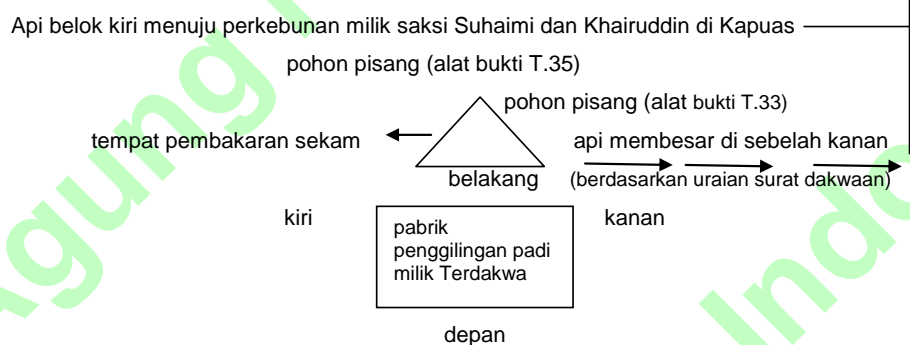 Api belok kiri menuju perkebunan milik saksi Suhaimi dan Khairuddin di Kapuas
pohon pisang (alat bukti T.35)
pohon pisang (alat bukti T.33)
tempat pembakaran sekam
api membesar di sebelah kanan
belakang
(berdasarkan uraian surat dakwaan)
kiri
kanan
pabrik
penggilingan padi
milik Terdakwa
depan
Agung
Indo